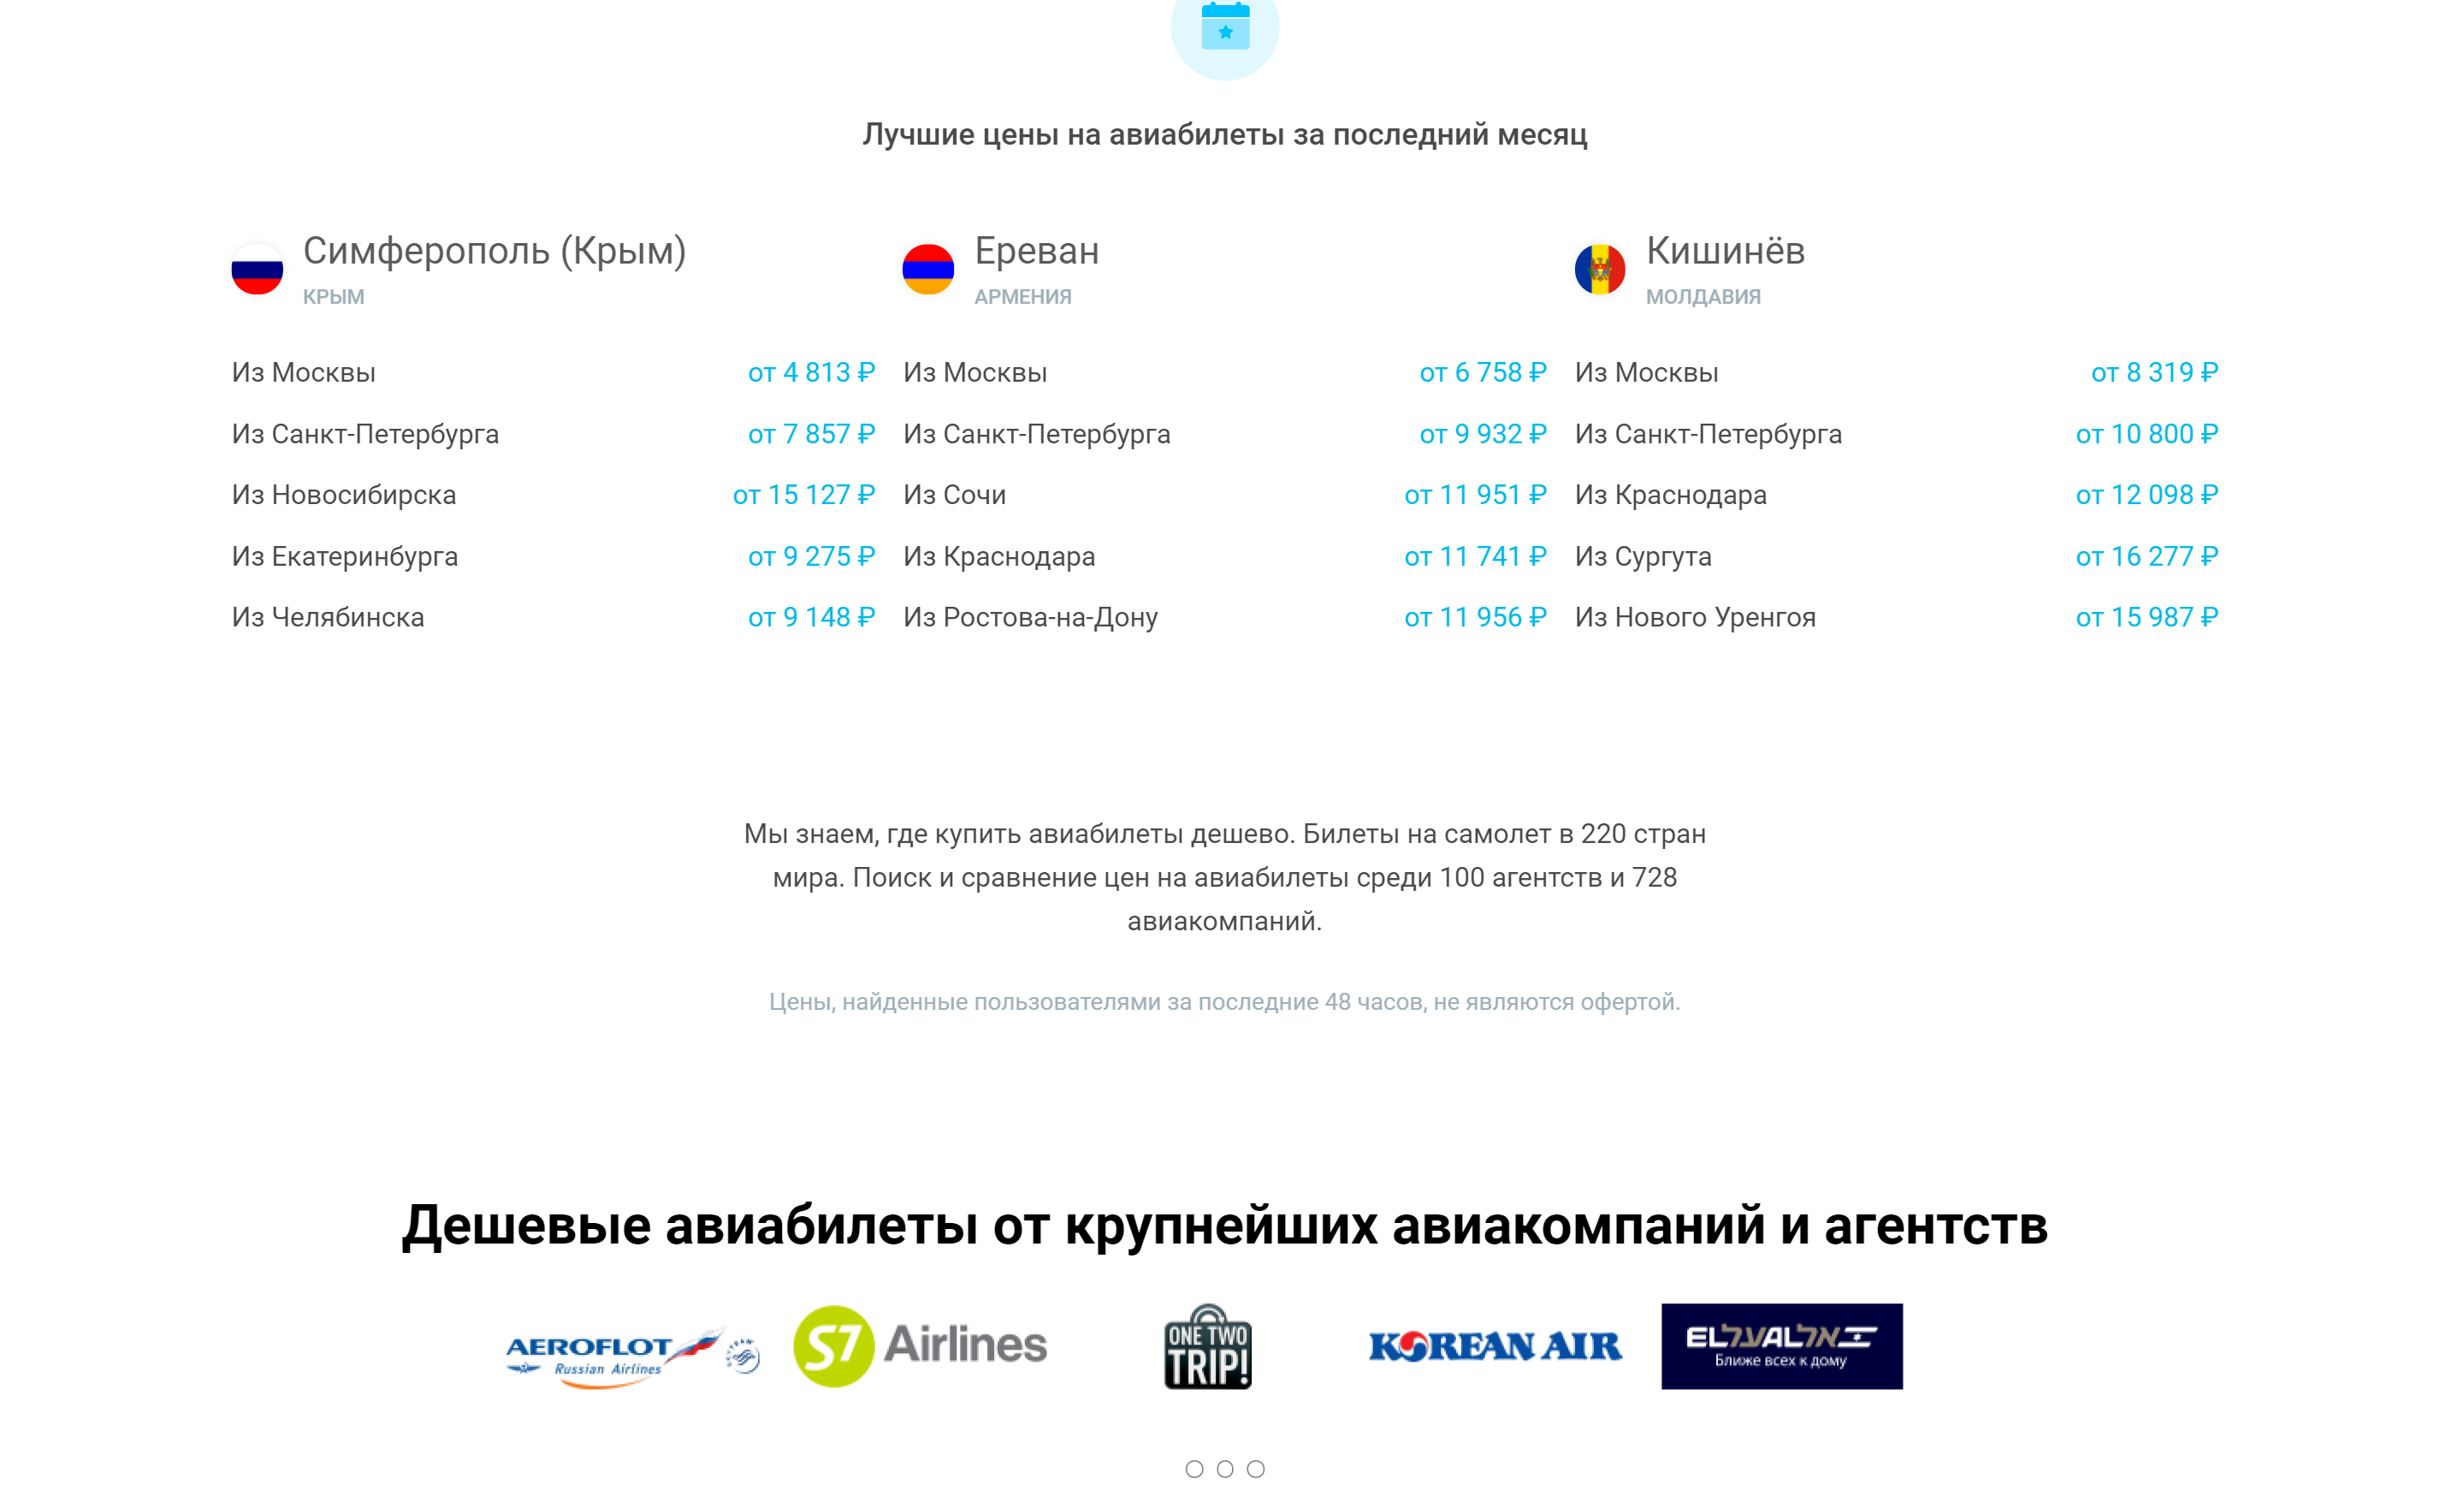 Лучшие цены на авиабилеты за последний месяц
Симферополь (Крым)
КРЫМ
Из Москвы от 4 813 ₽
Из Санкт-Петербурга от 7 857 ₽
Из Новосибирска от 15 127 ₽
Из Екатеринбурга от 9 275 ₽
Из Челябинска от 9 148 ₽
Ереван
АРМЕНИЯ
Из Москвы от 6 758 ₽
Из Санкт-Петербурга от 9 932 ₽
Из Сочи от 11 951 ₽
Из Краснодара от 11 741 ₽
Из Ростова-на-Дону от 11 956 ₽
Кишинёв
МОЛДАВИЯ
Из Москвы от 8 319 ₽
Из Санкт-Петербурга от 10 800 ₽
Из Краснодара от 12 098 ₽
Из Сургута от 16 277 ₽
Из Нового Уренгоя от 15 987 ₽
Мы знаем, где купить авиабилеты дешево. Билеты на самолет в 220 стран
мира. Поиск и сравнение цен на авиабилеты среди 100 агентств и 728
авиакомпаний.
Цены, найденные пользователями за последние 48 часов, не являются офертой.
Дешевые авиабилеты от крупнейших авиакомпаний и агентств
AEROFLOT
Russian Airlines
S7 Airlines
ONE TWO
TRIP!
KOREAN AIR
EL AL אל על
Ближе всех к дому